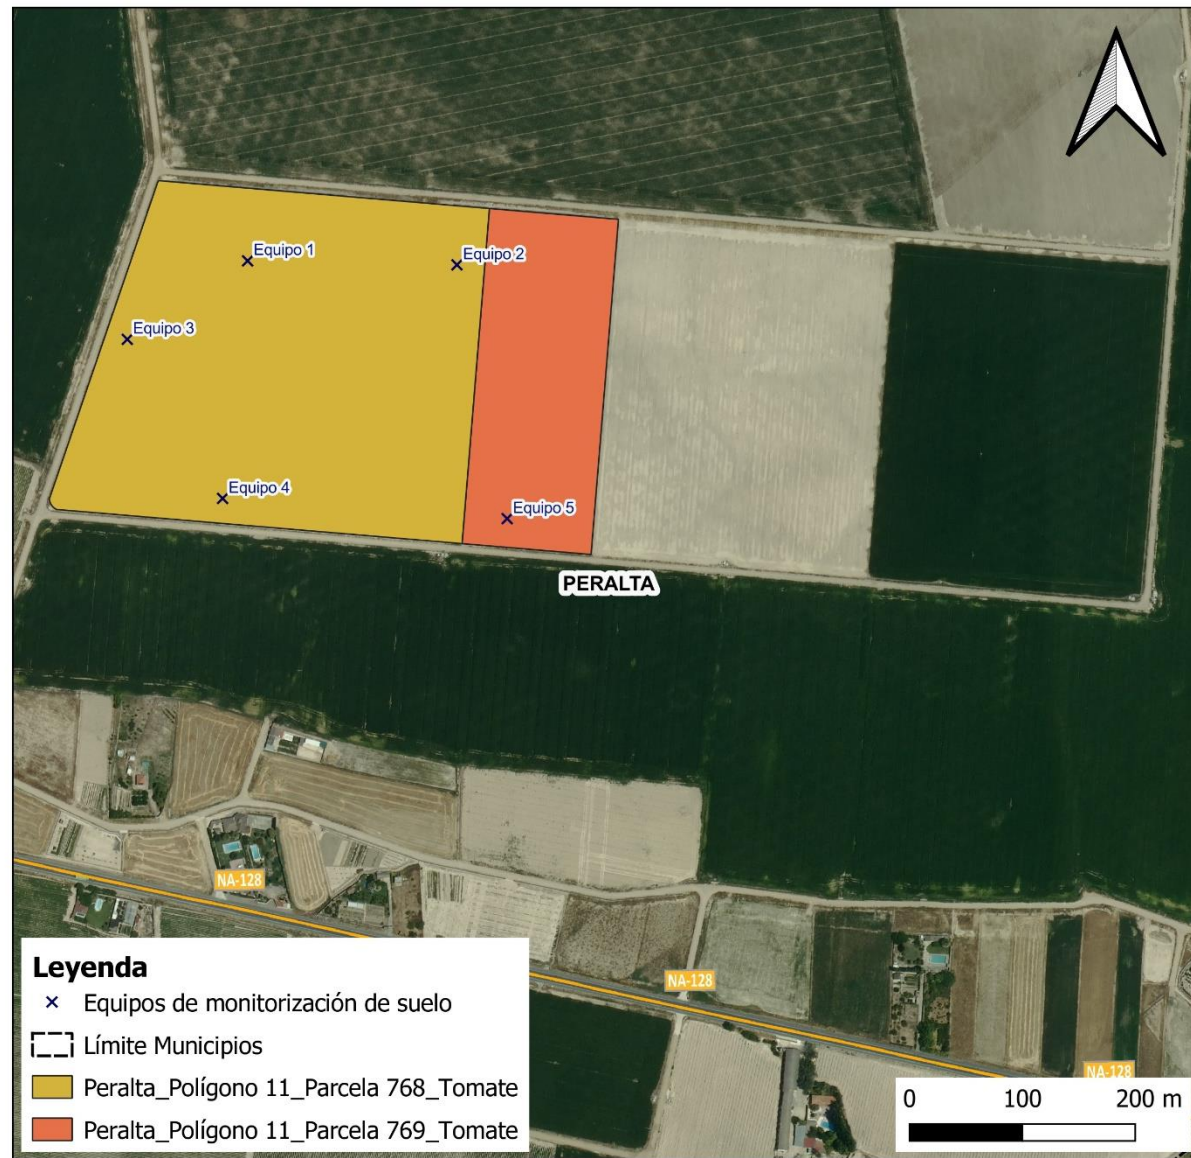 Equipo 1
Equipo 2
Equipo 3
Equipo 4
Equipo 5
PERALTA
NA-128
NA-128
NA-128
Leyenda
Equipos de monitorización de suelo
Límite Municipios
Peralta_Polígono 11_Parcela 768_Tomate
Peralta_Polígono 11_Parcela 769_Tomate
0 100 200 m